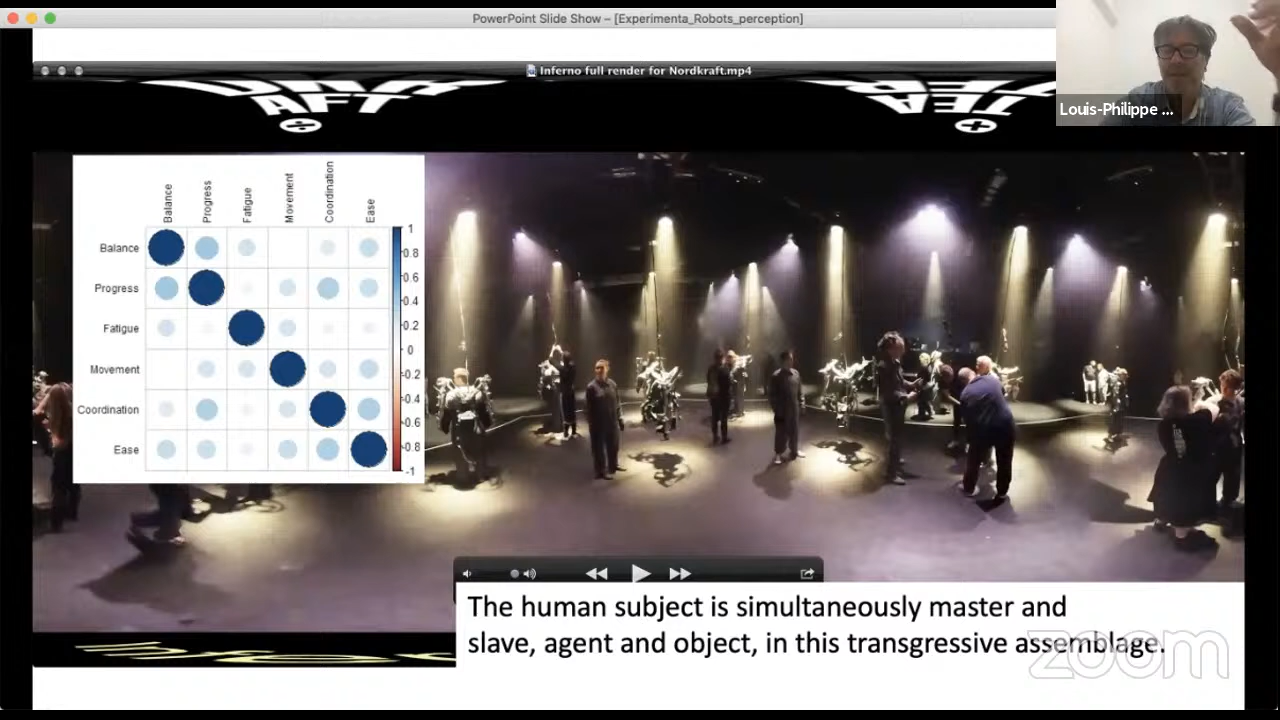 PowerPoint Slide Show – [Experimenta_Robots_perception]
Louis-Philippe ...
Inferno full render for Nordkraft.mp4
AFT
Balance
Progress
Fatigue
Movement
Coordination
Ease
Balance
Progress
Fatigue
Movement
Coordination
Ease
1
0.8
0.6
0.4
0.2
0
-0.2
-0.4
-0.6
-0.8
-1
The human subject is simultaneously master and
slave, agent and object, in this transgressive assemblage.
zoom